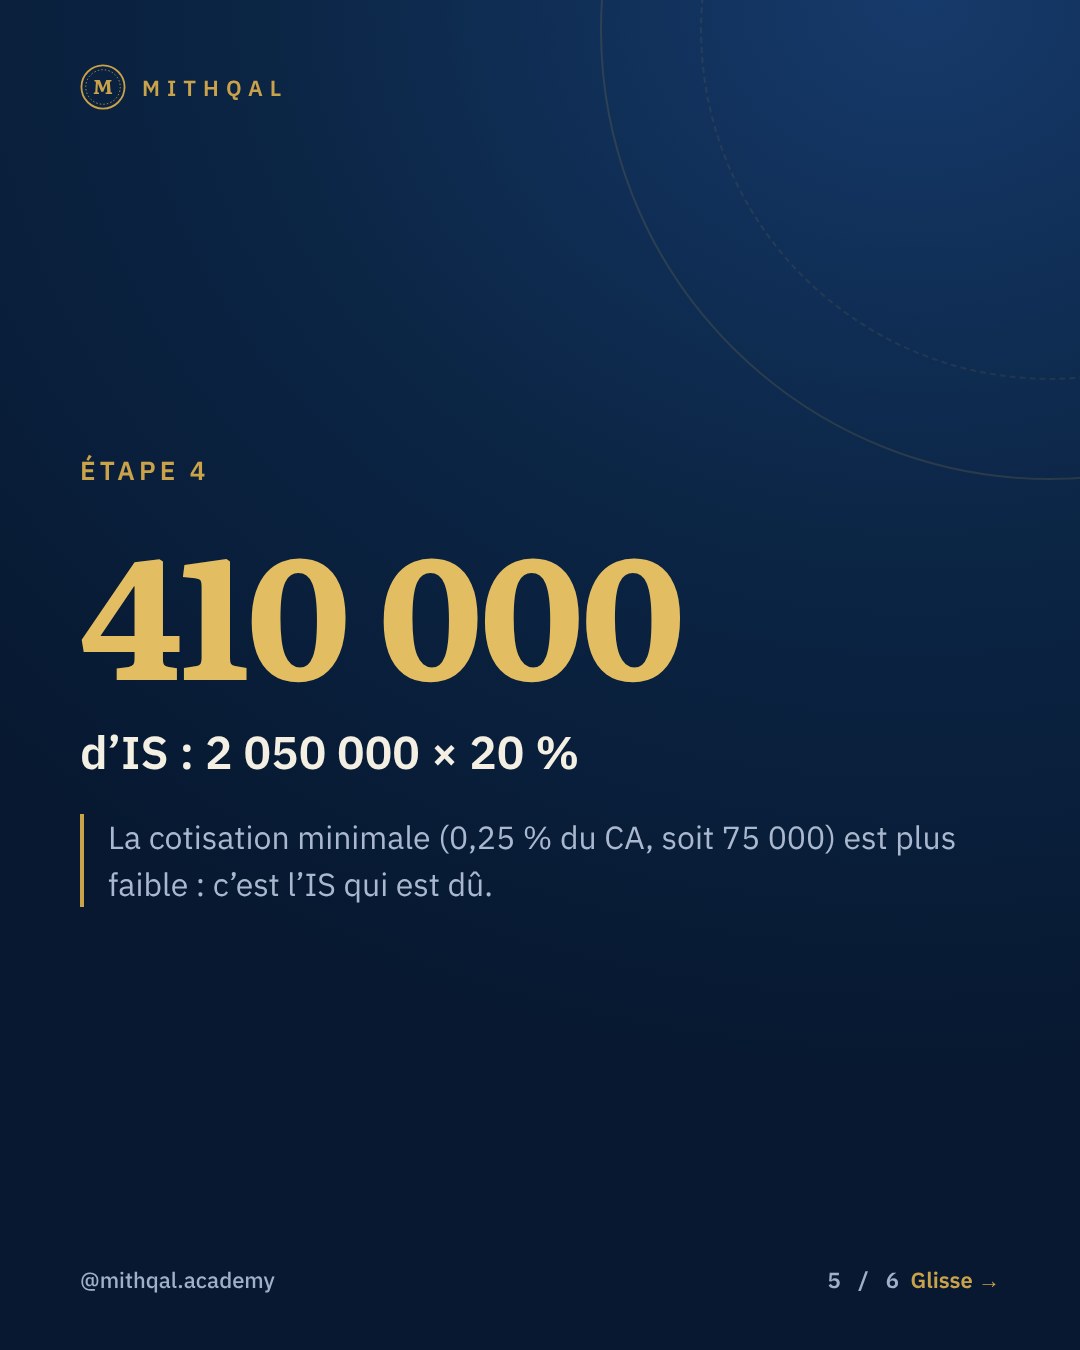 M MITHQAL
ÉTAPE 4
410 000
d’IS : 2 050 000 × 20 %
La cotisation minimale (0,25 % du CA, soit 75 000) est plus
faible : c’est l’IS qui est dû.
@mithqal.academy
5 / 6 Glisse →